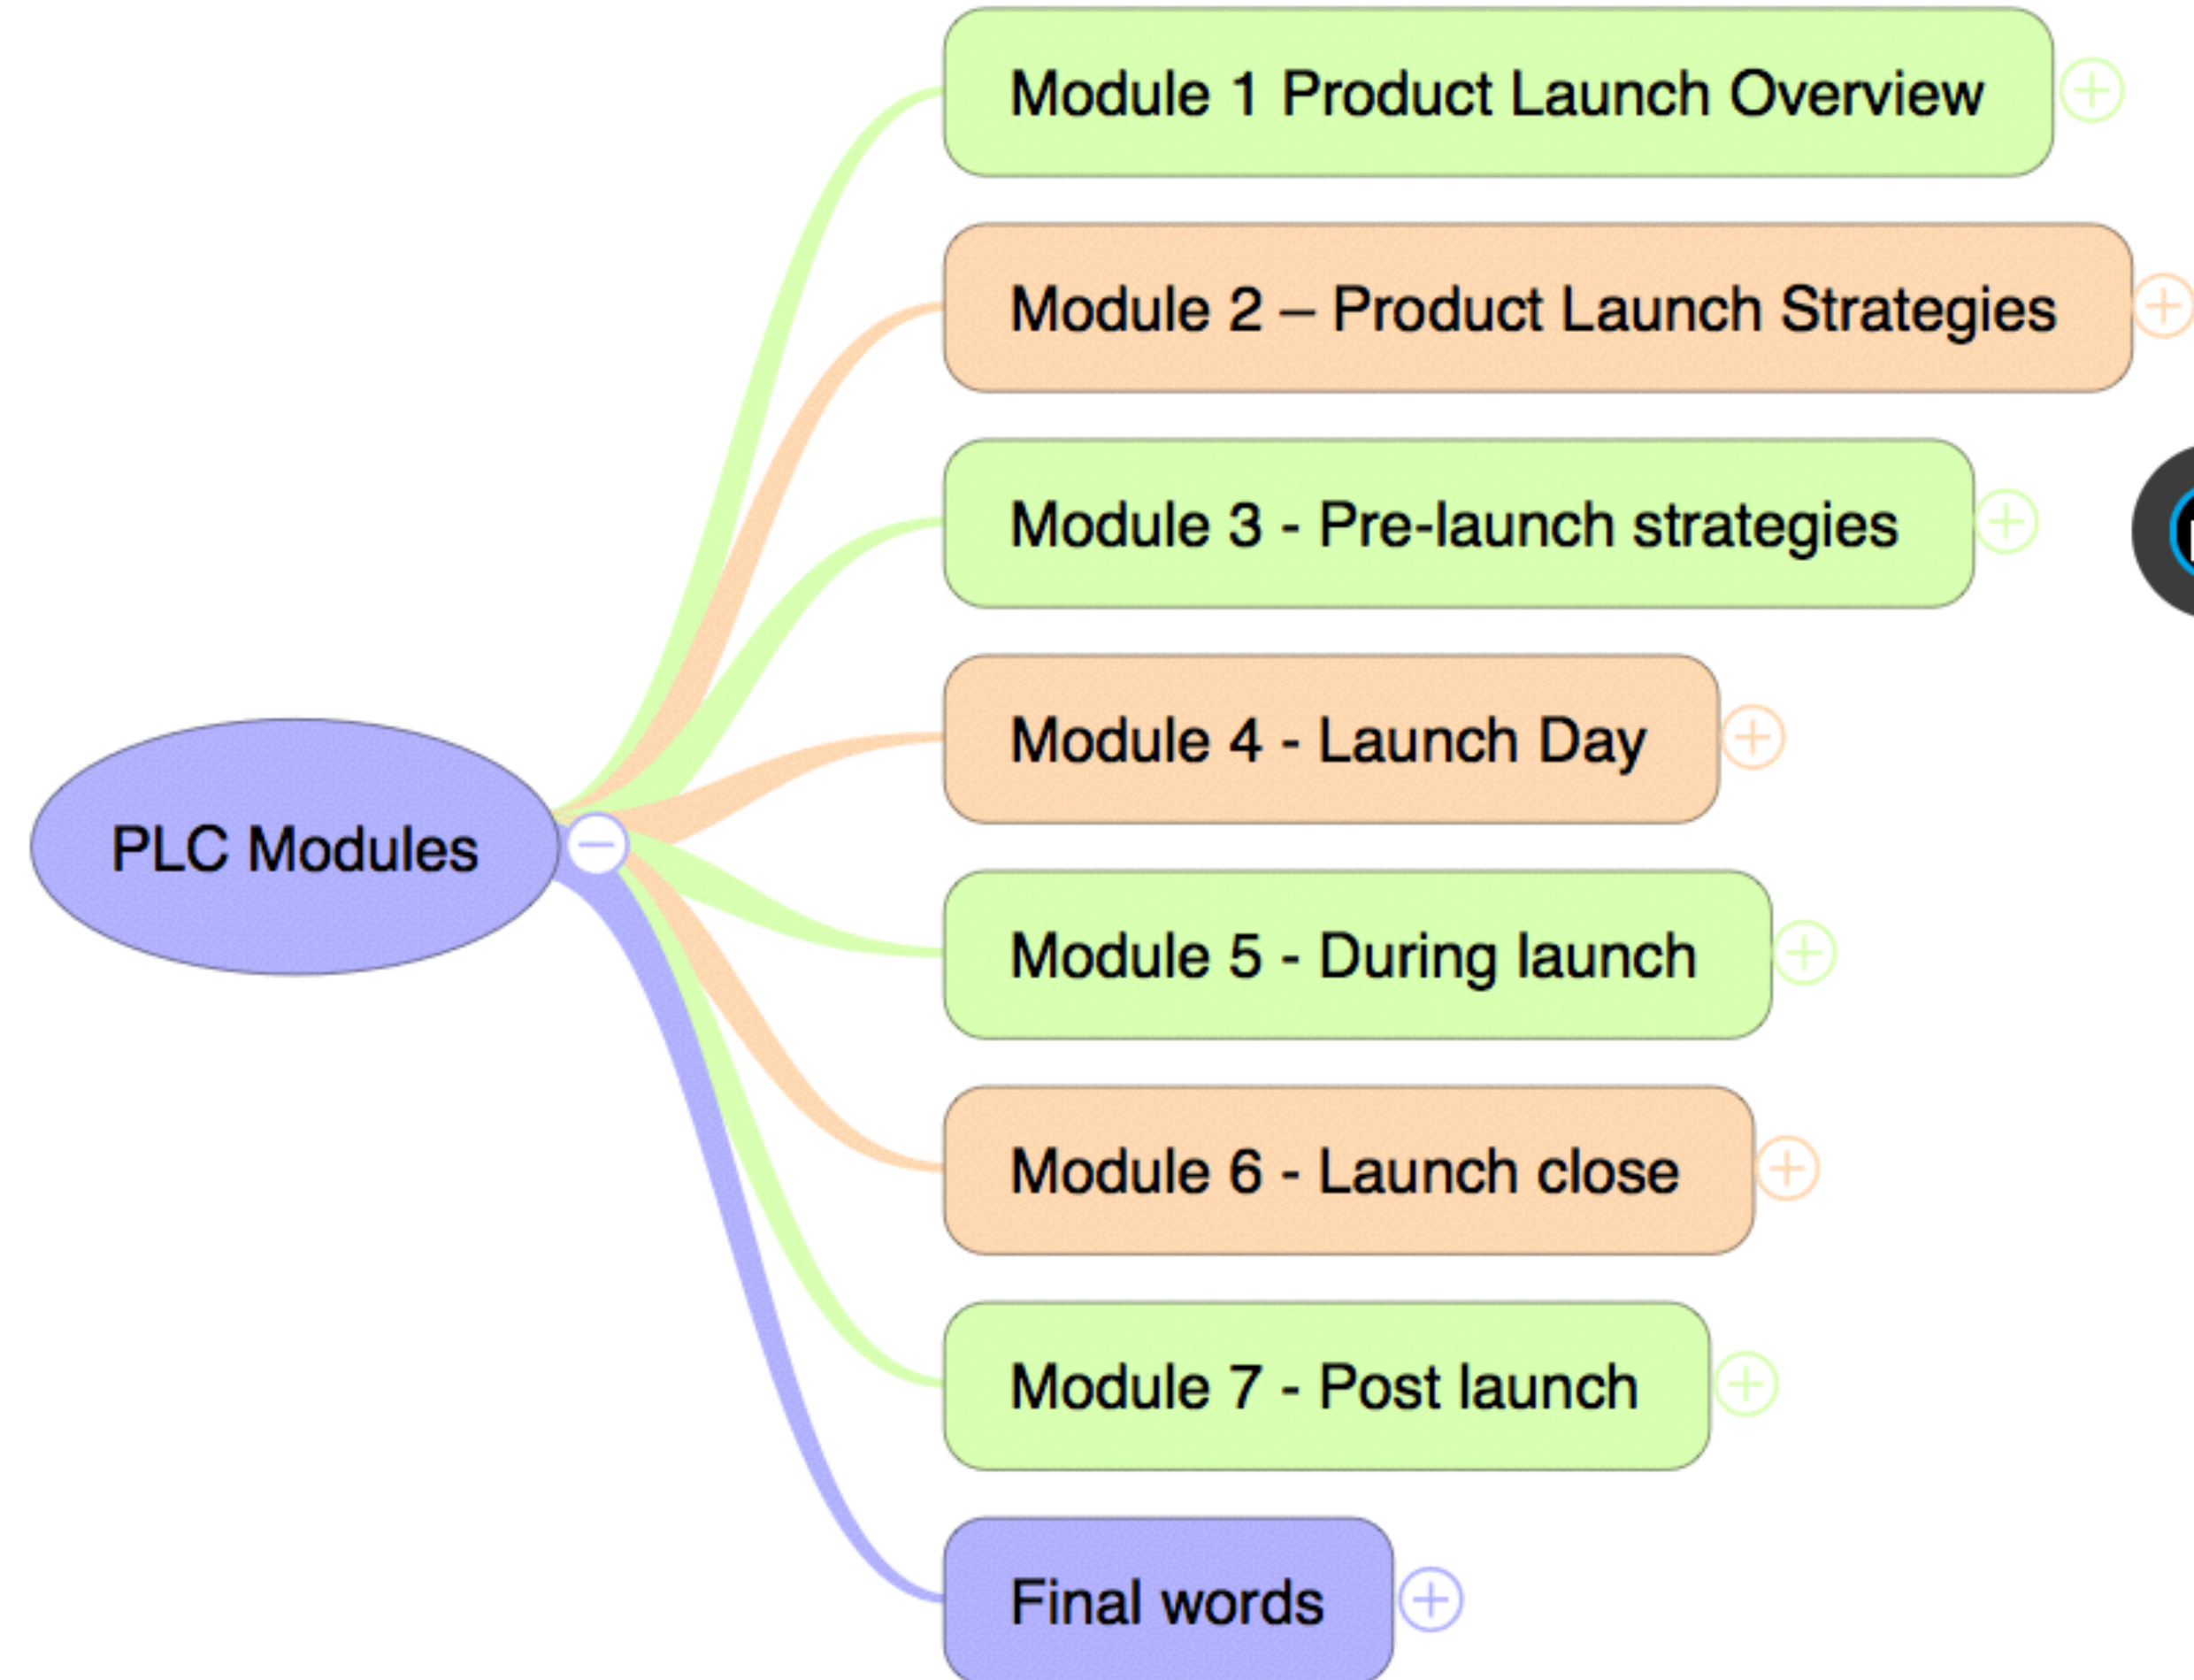 Module 1 Product Launch Overview
Module 2 – Product Launch Strategies
Module 3 - Pre-launch strategies
Module 4 - Launch Day
PLC Modules
Module 5 - During launch
Module 6 - Launch close
Module 7 - Post launch
Final words